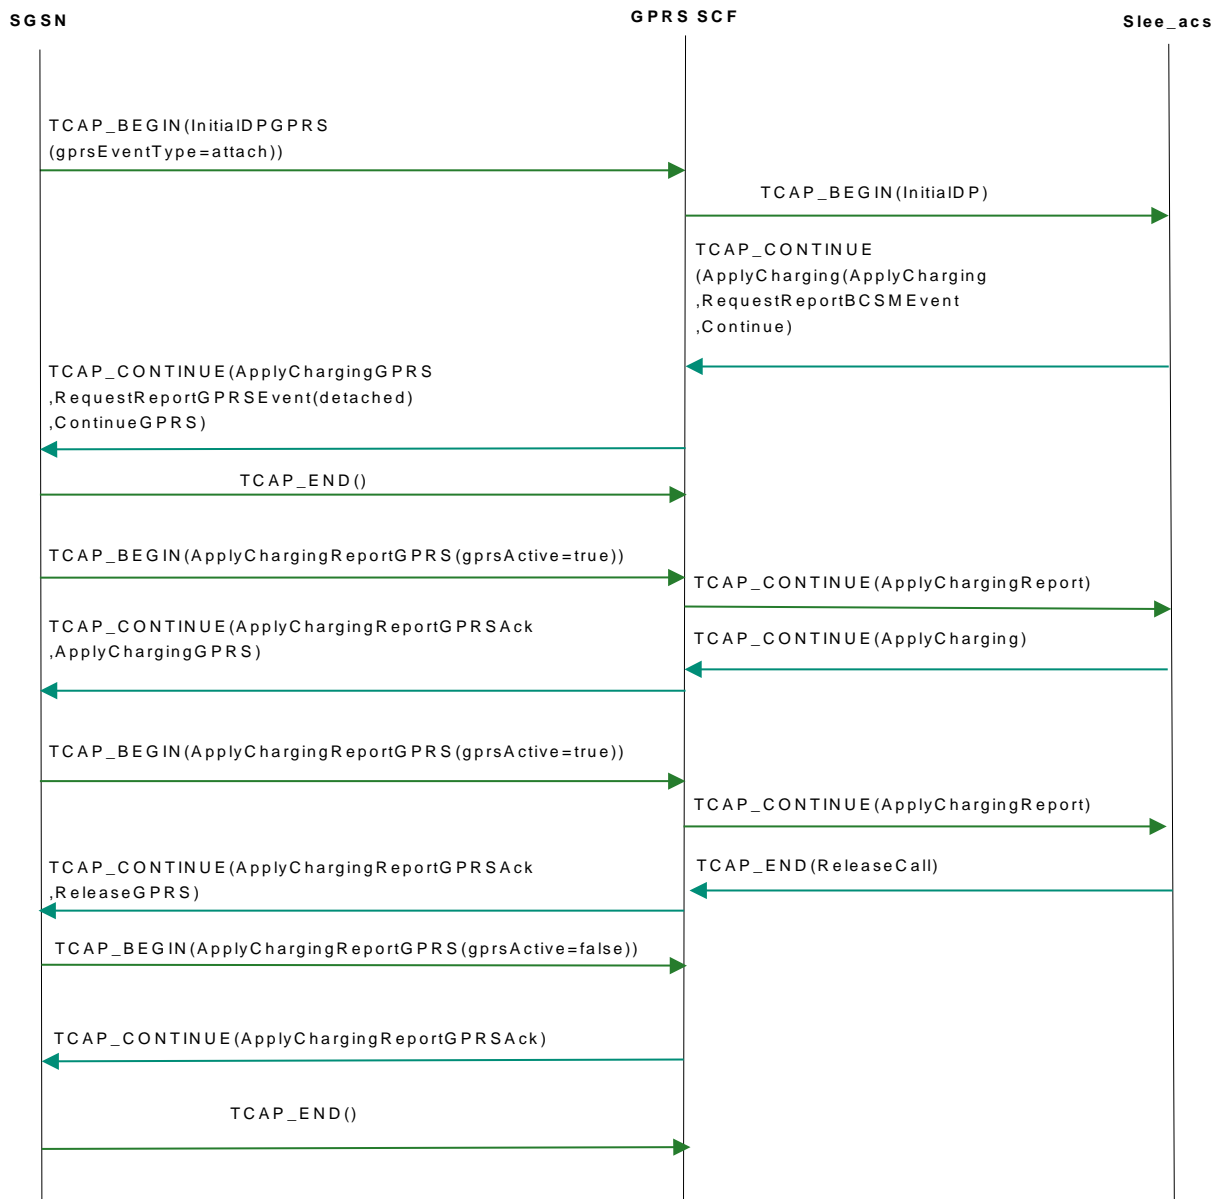 SGSN
GPRS SCF
Slee_acs
TCAP_BEGIN(InitialDPGPRS
(gprsEventType=attach))
TCAP_BEGIN(InitialDP)
TCAP_CONTINUE
(ApplyCharging(ApplyCharging
,RequestReportBCSMEvent
,Continue)
TCAP_CONTINUE(ApplyChargingGPRS
,RequestReportGPRSEvent(detached)
,ContinueGPRS)
TCAP_END()
TCAP_BEGIN(ApplyChargingReportGPRS(gprsActive=true))
TCAP_CONTINUE(ApplyChargingReport)
TCAP_CONTINUE(ApplyChargingReportGPRSAck
,ApplyChargingGPRS)
TCAP_CONTINUE(ApplyCharging)
TCAP_BEGIN(ApplyChargingReportGPRS(gprsActive=true))
TCAP_CONTINUE(ApplyChargingReport)
TCAP_CONTINUE(ApplyChargingReportGPRSAck
,ReleaseGPRS)
TCAP_END(ReleaseCall)
TCAP_BEGIN(ApplyChargingReportGPRS(gprsActive=false))
TCAP_CONTINUE(ApplyChargingReportGPRSAck)
TCAP_END()